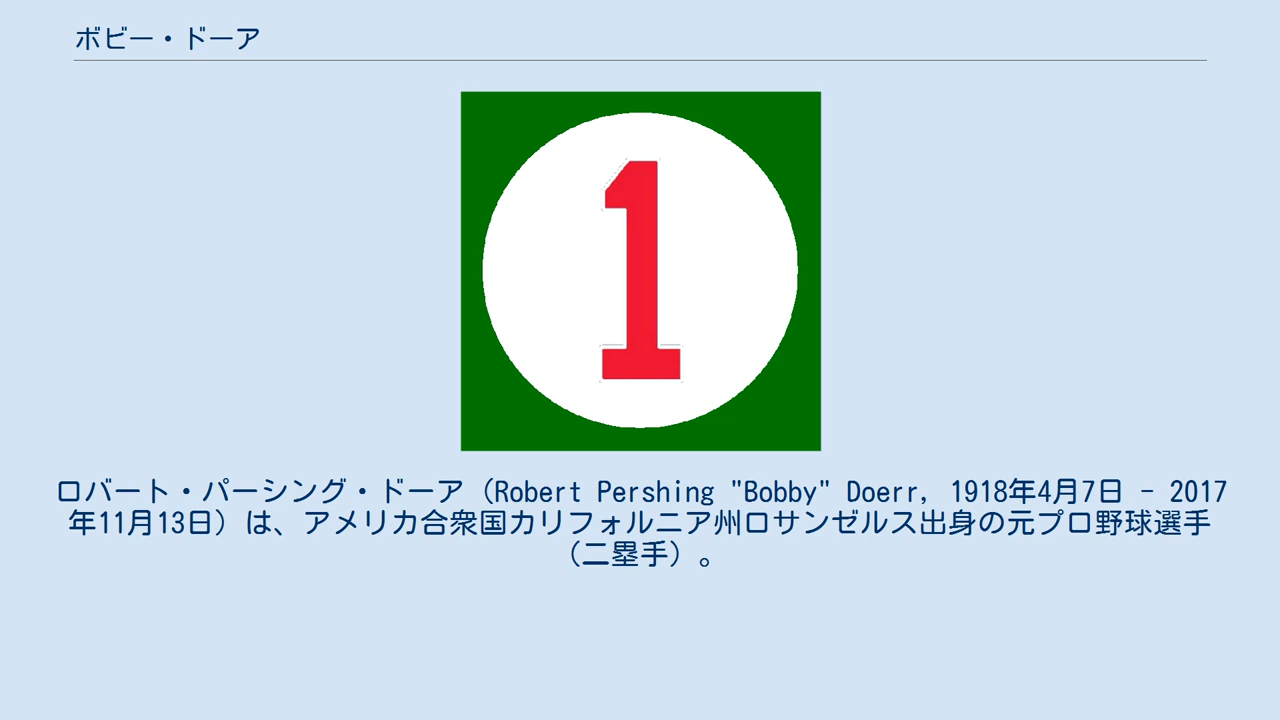 ボビー・ドーア
1
ロバート・パーシング・ドーア（Robert Pershing "Bobby" Doerr, 1918年4月7日 - 2017
年11月13日）は、アメリカ合衆国カリフォルニア州ロサンゼルス出身の元プロ野球選手
（二塁手）。